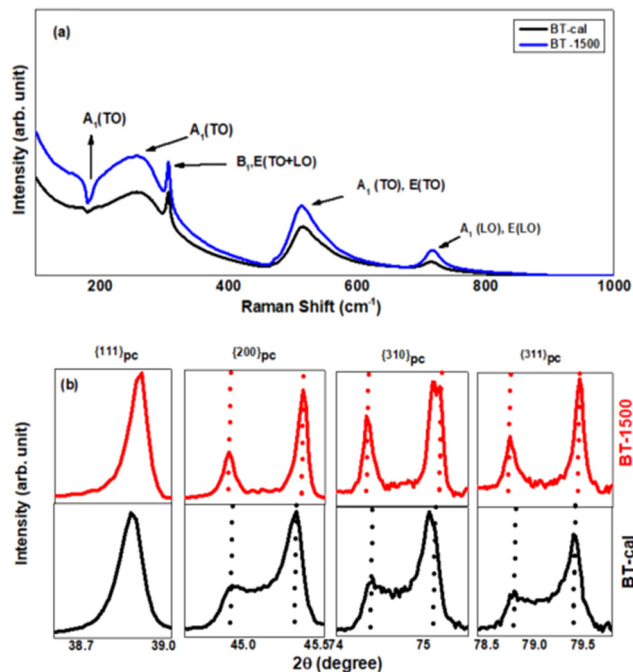 (a)
BT-cal
BT -1500
A₁(TO)
A₁(TO)
B₁,E(TO+LO)
A₁ (TO), E(TO)
A₁ (LO), E(LO)
Intensity (arb. unit)
200 400 600 800 1000
Raman Shift (cm⁻¹)
{111}pc {200}pc {310}pc {311}pc
(b)
BT-1500
Intensity (arb. unit)
BT-cal
38.7 39.0 45.0 45.5 74 75 78.5 79.0 79.5
2θ (degree)